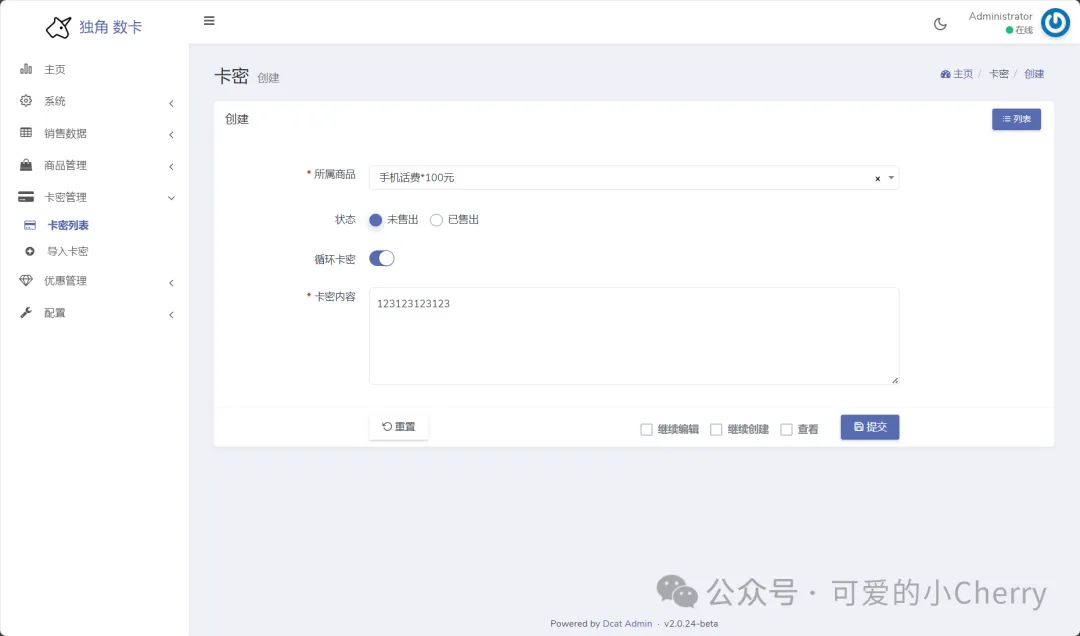 独角 数卡
Administrator
在线
主页
系统
销售数据
商品管理
卡密管理
卡密列表
导入卡密
优惠管理
配置
卡密 创建
主页 / 卡密 / 创建
创建
列表
* 所属商品
手机话费*100元
× 
状态
未售出 已售出
循环卡密
* 卡密内容
123123123123
重置
继续编辑 继续创建 查看
提交
公众号 · 可爱的小Cherry
Powered by Dcat Admin · v2.0.24-beta